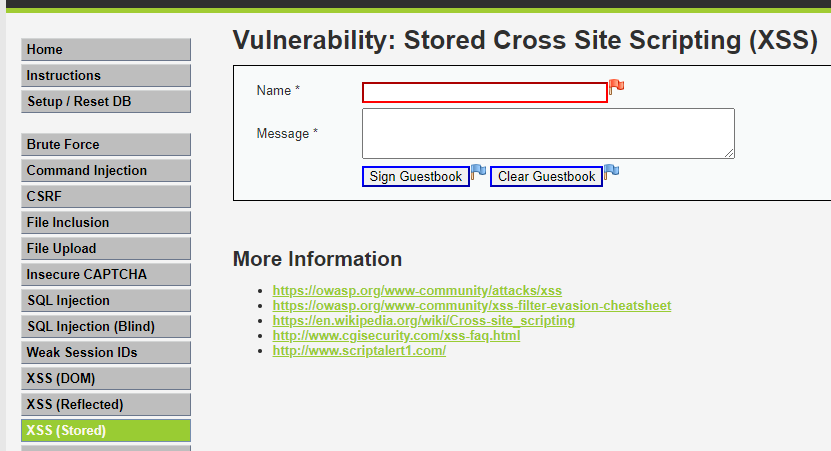 Home
Instructions
Setup / Reset DB
Brute Force
Command Injection
CSRF
File Inclusion
File Upload
Insecure CAPTCHA
SQL Injection
SQL Injection (Blind)
Weak Session IDs
XSS (DOM)
XSS (Reflected)
XSS (Stored)
Vulnerability: Stored Cross Site Scripting (XSS)
Name *
Message *
Sign Guestbook Clear Guestbook
More Information
https://owasp.org/www-community/attacks/xss
https://owasp.org/www-community/xss-filter-evasion-cheatsheet
https://en.wikipedia.org/wiki/Cross-site_scripting
http://www.cgisecurity.com/xss-faq.html
http://www.scriptalert1.com/